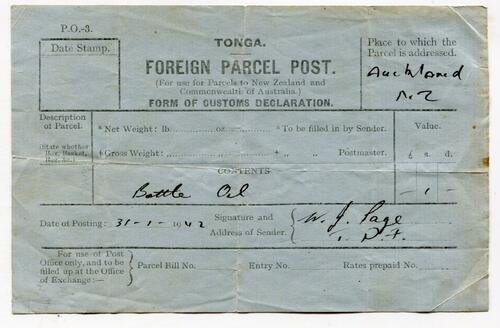 P.O.-3.
Date Stamp.
TONGA.
FOREIGN PARCEL POST.
(For use for Parcels to New Zealand and
Commonwealth of Australia.)
FORM OF CUSTOMS DECLARATION.
Place to which the
Parcel is addressed.
Auckland
N.Z
Description
of Parcel.
(State whether
Box, Basket,
Bag, &c.)
* Net Weight: lb. oz * To be filled in by Sender.
+ Gross Weight: + " " Postmaster.
Value.
£ s. d.
CONTENTS
Bottle Oil
- 1 -
Date of Posting: 31-1-1942
Signature and
Address of Sender.
W. J. Page
For use of Post
Office only, and to be
filled up at the Office
of Exchange:—
Parcel Bill No.
Entry No.
Rates prepaid No.